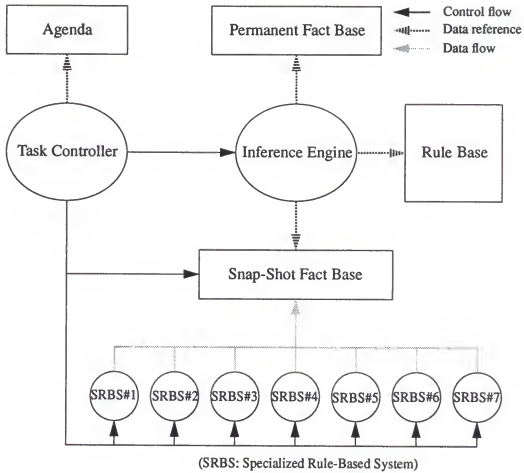 Agenda
Permanent Fact Base
Control flow
Data reference
Data flow
Task Controller
Inference Engine
Rule Base
Snap-Shot Fact Base
SRBS#1
SRBS#2
SRBS#3
SRBS#4
SRBS#5
SRBS#6
SRBS#7
(SRBS: Specialized Rule-Based System)